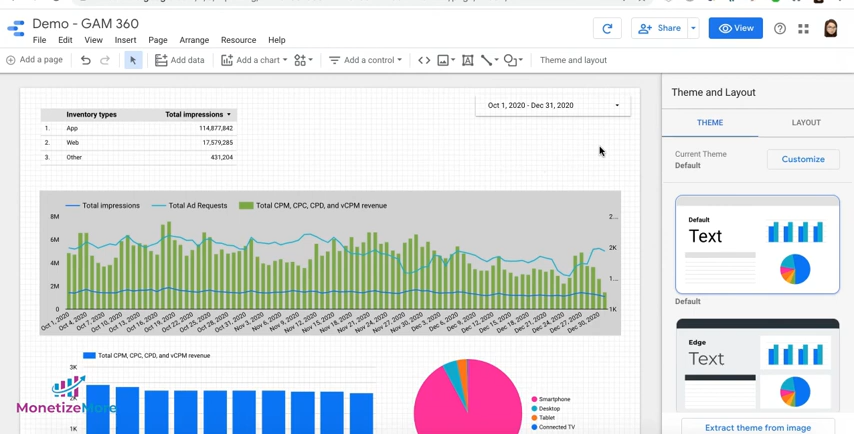 Demo - GAM 360
File Edit View Insert Page Arrange Resource Help
Share
View
Add a page
Add data
Add a chart
Add a control
Theme and layout
Inventory types Total impressions
1. App 114,877,842
2. Web 17,579,285
3. Other 431,204
Oct 1, 2020 - Dec 31, 2020
Total impressions Total Ad Requests Total CPM, CPC, CPD, and vCPM revenue
8M
6M
4M
2M
0
2...
2K
1...
1K
Oct 1, 2020 Oct 4, 2020 Oct 7, 2020 Oct 10, 2020 Oct 13, 2020 Oct 16, 2020 Oct 19, 2020 Oct 22, 2020 Oct 25, 2020 Oct 28, 2020 Oct 31, 2020 Nov 3, 2020 Nov 6, 2020 Nov 9, 2020 Nov 12, 2020 Nov 15, 2020 Nov 18, 2020 Nov 21, 2020 Nov 24, 2020 Nov 27, 2020 Nov 30, 2020 Dec 3, 2020 Dec 6, 2020 Dec 9, 2020 Dec 12, 2020 Dec 15, 2020 Dec 18, 2020 Dec 21, 2020 Dec 24, 2020 Dec 27, 2020 Dec 30, 2020
Total CPM, CPC, CPD, and vCPM revenue
3K
2K
1K
MonetizeMore
Smartphone
Desktop
Tablet
Connected TV
Theme and Layout
THEME LAYOUT
Current Theme
Default
Customize
Default
Text
Default
Edge
Text
Extract theme from image